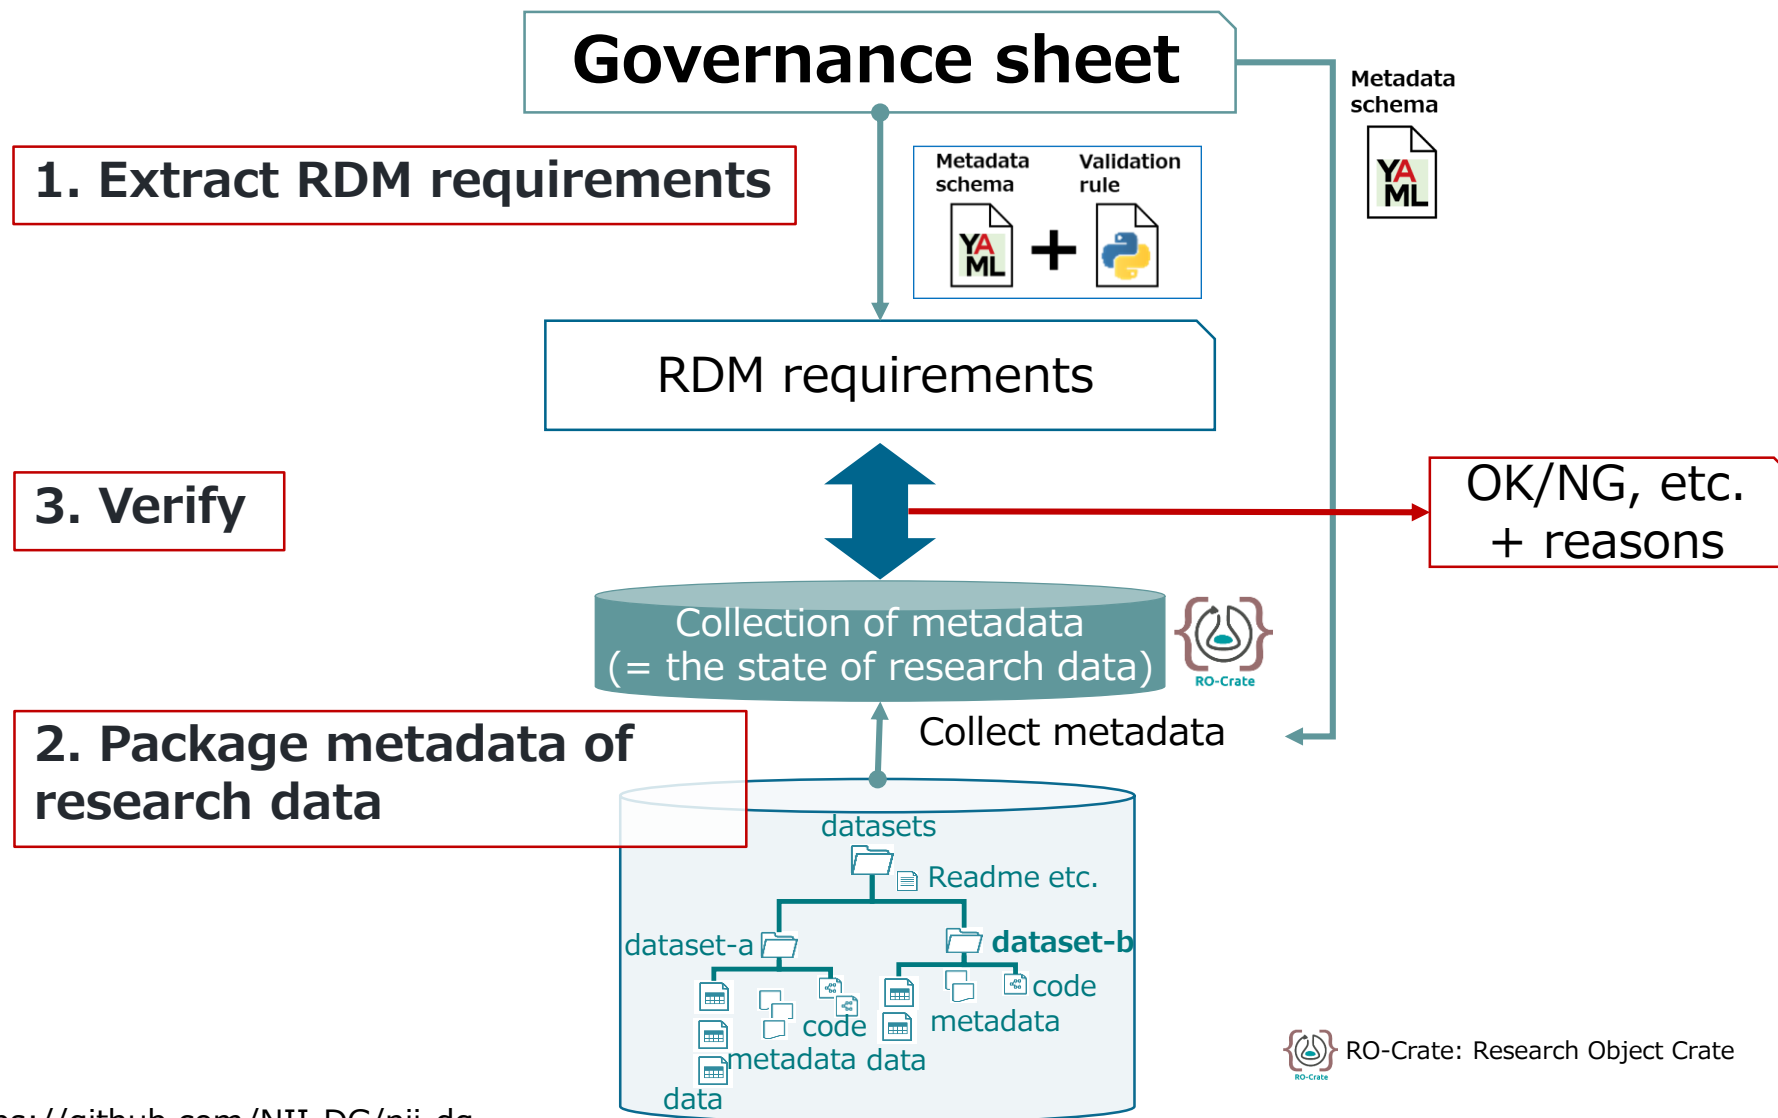 Governance sheet
Metadata
schema
YA
ML
1. Extract RDM requirements
Metadata
schema
Validation
rule
YA
ML
RDM requirements
3. Verify
OK/NG, etc.
+ reasons
Collection of metadata
(= the state of research data)
RO-Crate
2. Package metadata of
research data
Collect metadata
datasets
Readme etc.
dataset-a
dataset-b
code
metadata
data
code
metadata
data
RO-Crate
RO-Crate: Research Object Crate